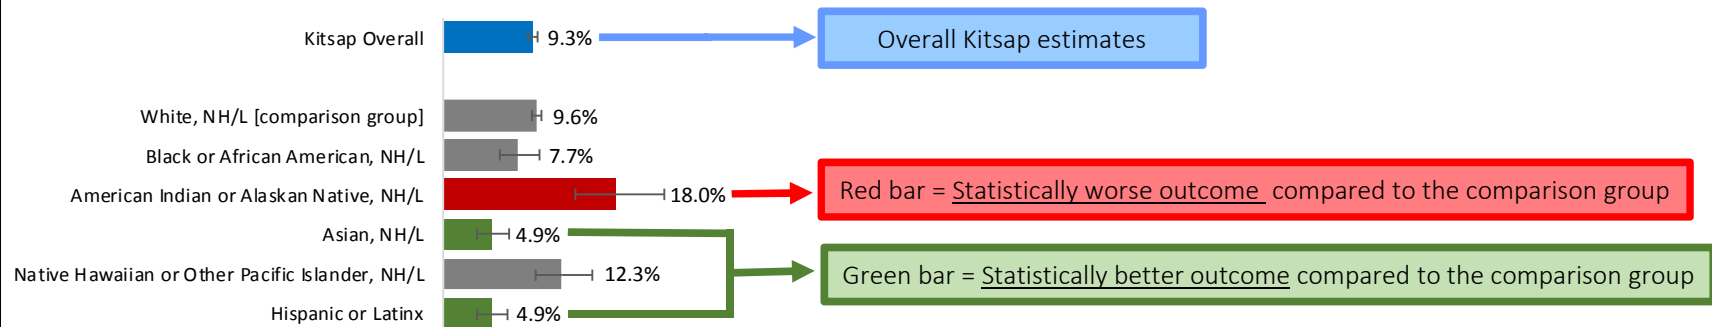 Kitsap Overall 9.3% Overall Kitsap estimates
White, NH/L [comparison group] 9.6%
Black or African American, NH/L 7.7%
American Indian or Alaskan Native, NH/L 18.0% Red bar = Statistically worse outcome compared to the comparison group
Asian, NH/L 4.9%
Native Hawaiian or Other Pacific Islander, NH/L 12.3% Green bar = Statistically better outcome compared to the comparison group
Hispanic or Latinx 4.9%